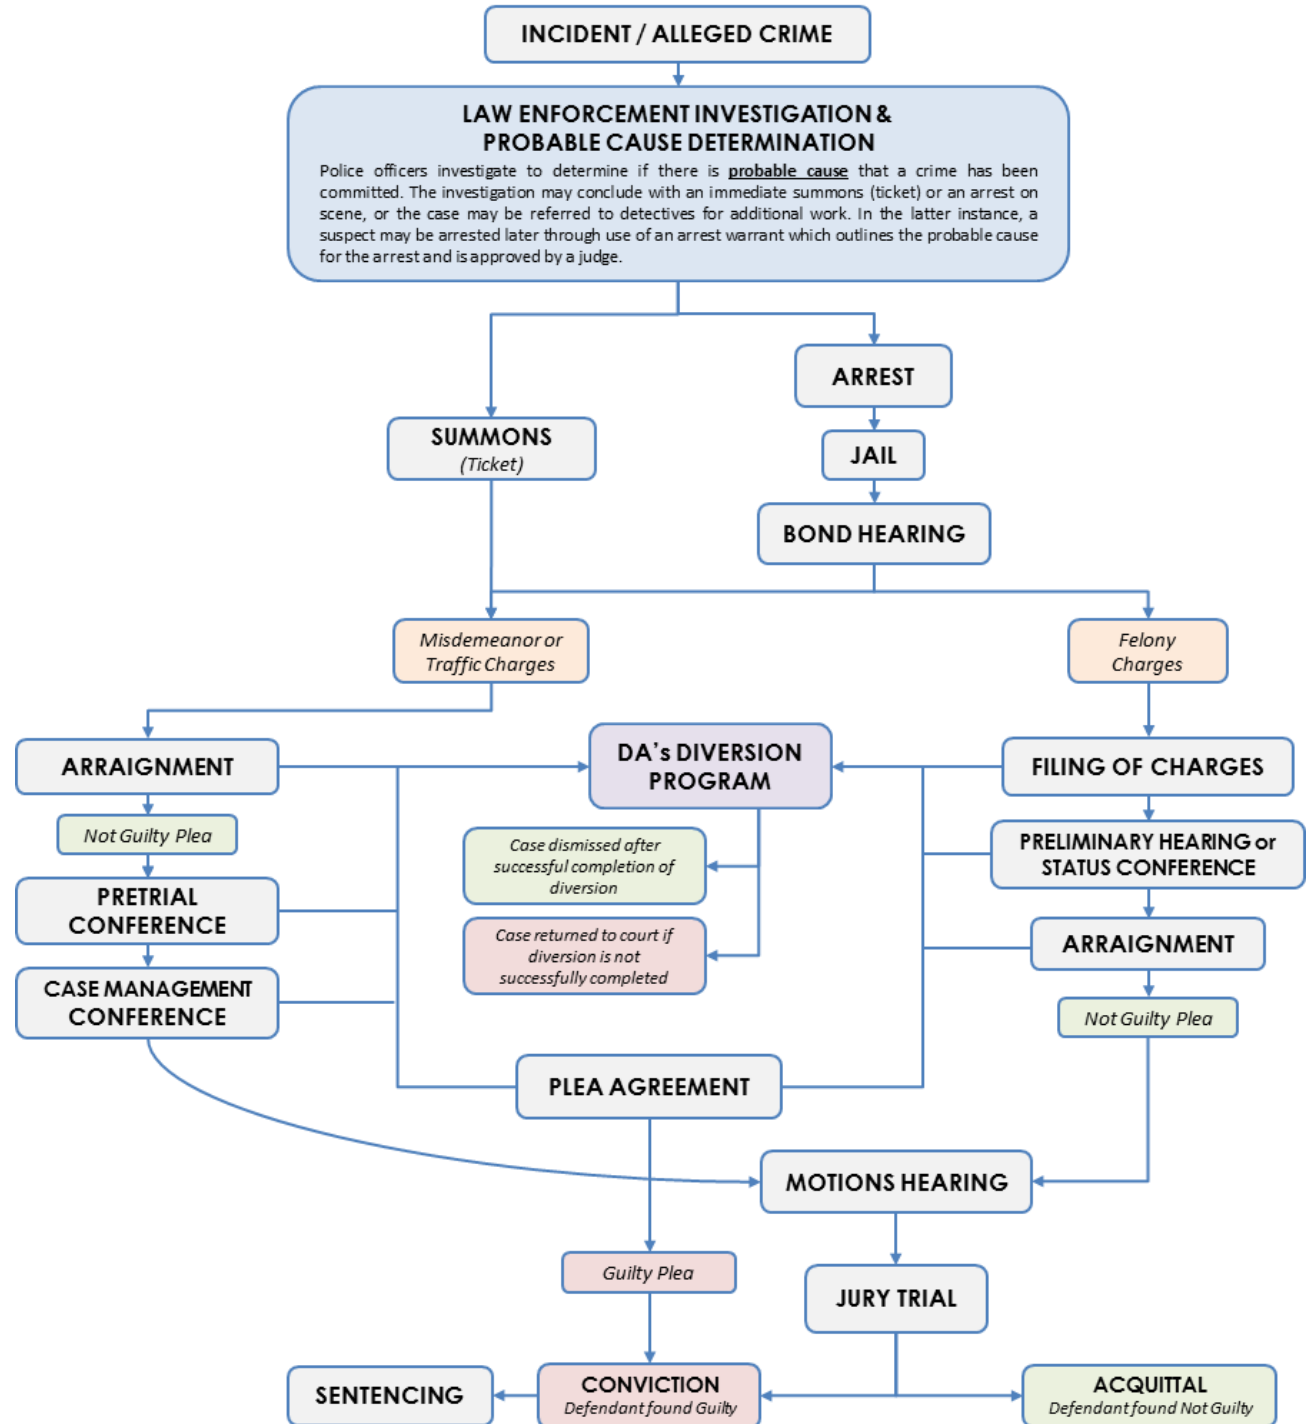 INCIDENT / ALLEGED CRIME
LAW ENFORCEMENT INVESTIGATION &
PROBABLE CAUSE DETERMINATION
Police officers investigate to determine if there is probable cause that a crime has been
committed. The investigation may conclude with an immediate summons (ticket) or an arrest on
scene, or the case may be referred to detectives for additional work. In the latter instance, a
suspect may be arrested later through use of an arrest warrant which outlines the probable cause
for the arrest and is approved by a judge.
ARREST
SUMMONS
(Ticket)
JAIL
BOND HEARING
Misdemeanor or
Traffic Charges
Felony
Charges
ARRAIGNMENT
DA's DIVERSION
PROGRAM
FILING OF CHARGES
Not Guilty Plea
Case dismissed after
successful completion of
diversion
PRELIMINARY HEARING or
STATUS CONFERENCE
PRETRIAL
CONFERENCE
Case returned to court if
diversion is not
successfully completed
ARRAIGNMENT
CASE MANAGEMENT
CONFERENCE
Not Guilty Plea
PLEA AGREEMENT
MOTIONS HEARING
Guilty Plea
JURY TRIAL
SENTENCING
CONVICTION
Defendant found Guilty
ACQUITTAL
Defendant found Not Guilty